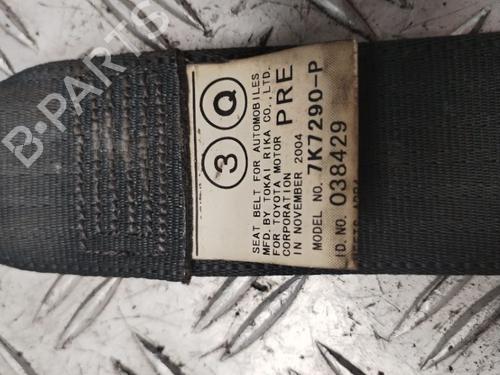 3 Q
SEAT BELT FOR AUTOMOBILES
MFD. BY TOKAI RIKA CO., LTD.
FOR TOYOTA MOTOR PRE
CORPORATION
IN NOVEMBER 2004
MODEL NO. 7K7290-P
ID. NO. 038429
B-PARTS